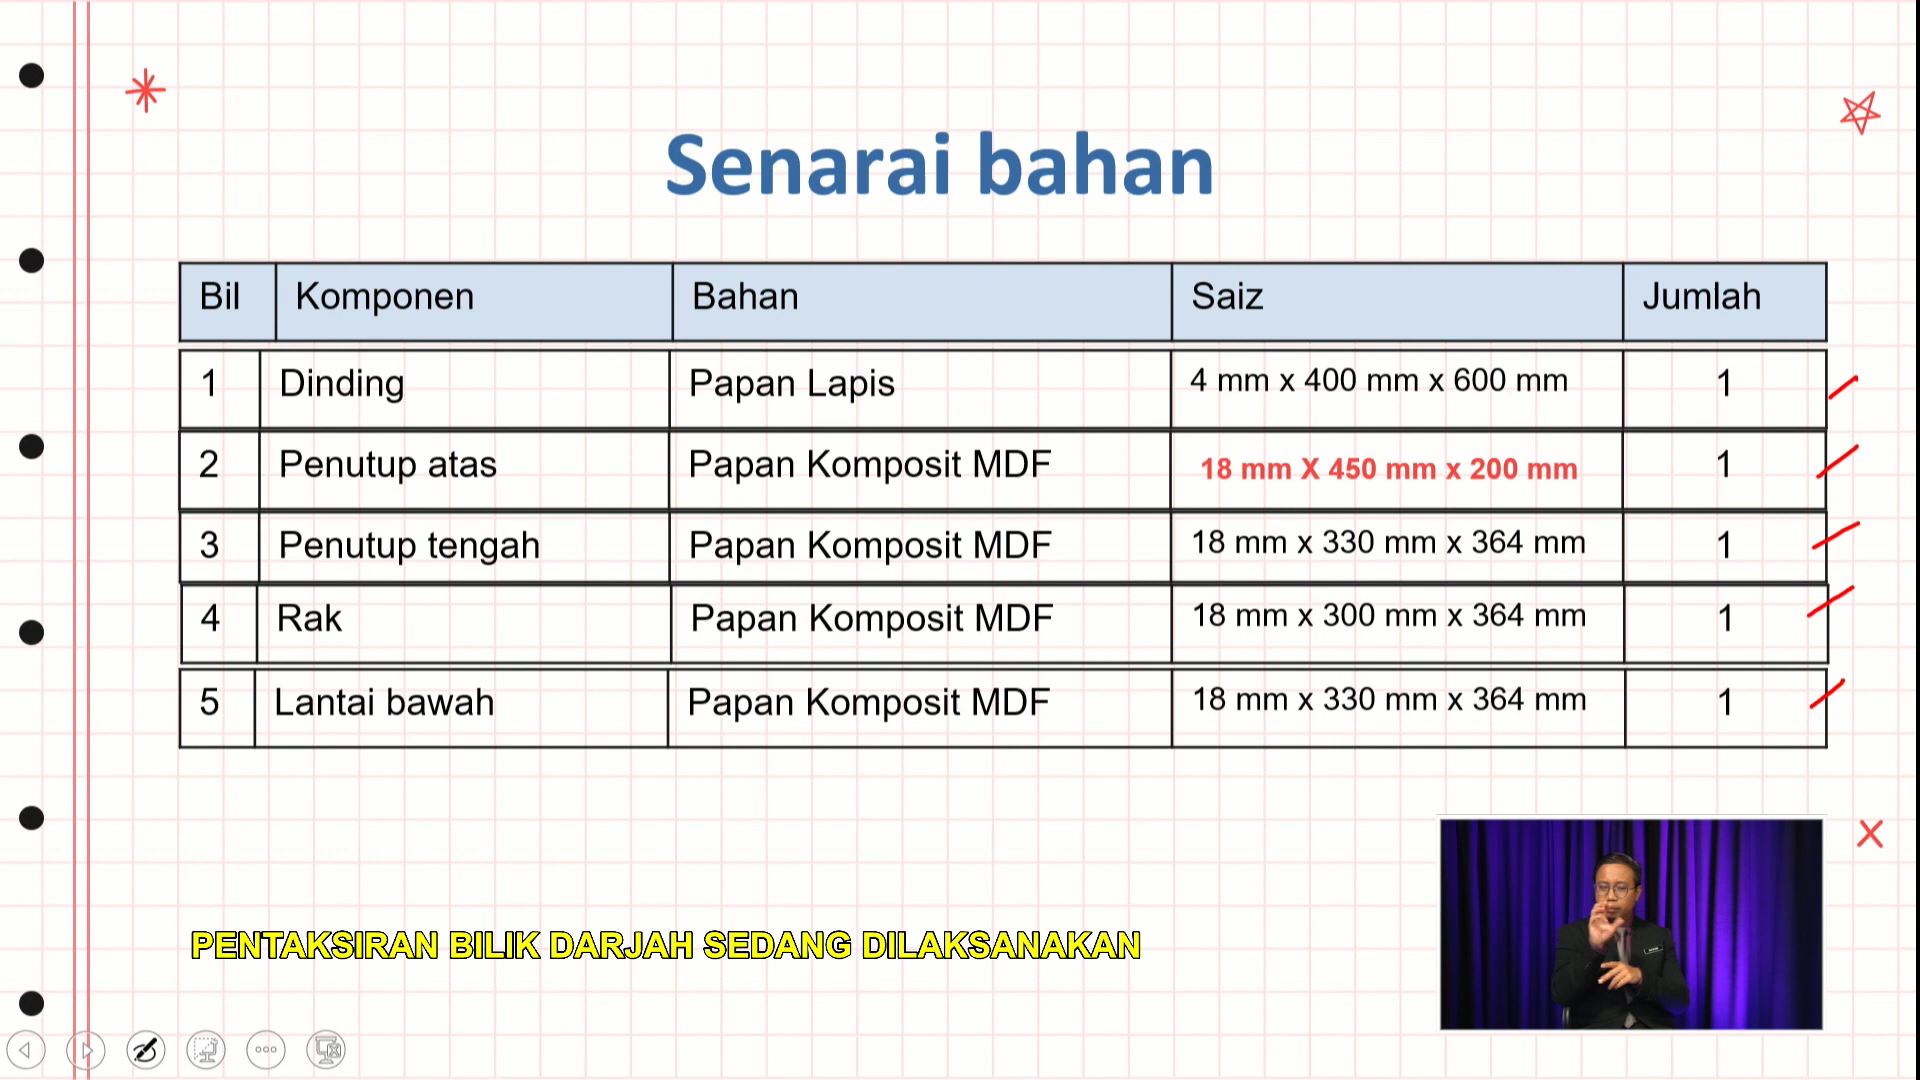 Senarai bahan
Bil Komponen Bahan Saiz Jumlah
1 Dinding Papan Lapis 4 mm x 400 mm x 600 mm 1
2 Penutup atas Papan Komposit MDF 18 mm X 450 mm x 200 mm 1
3 Penutup tengah Papan Komposit MDF 18 mm x 330 mm x 364 mm 1
4 Rak Papan Komposit MDF 18 mm x 300 mm x 364 mm 1
5 Lantai bawah Papan Komposit MDF 18 mm x 330 mm x 364 mm 1
PENTAKSIRAN BILIK DARJAH SEDANG DILAKSANAKAN